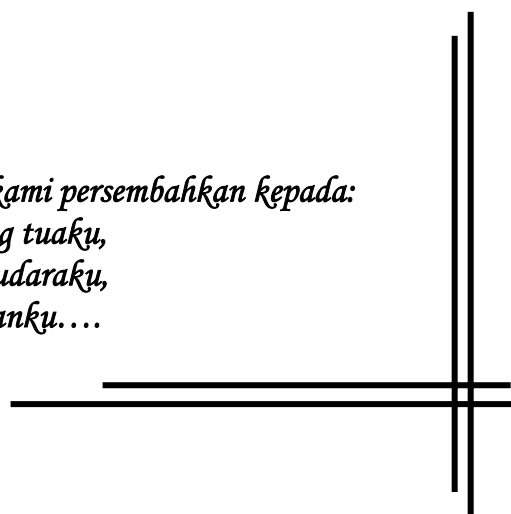 kami persembahkan kepada:
g tuaku,
udaraku,
anku….